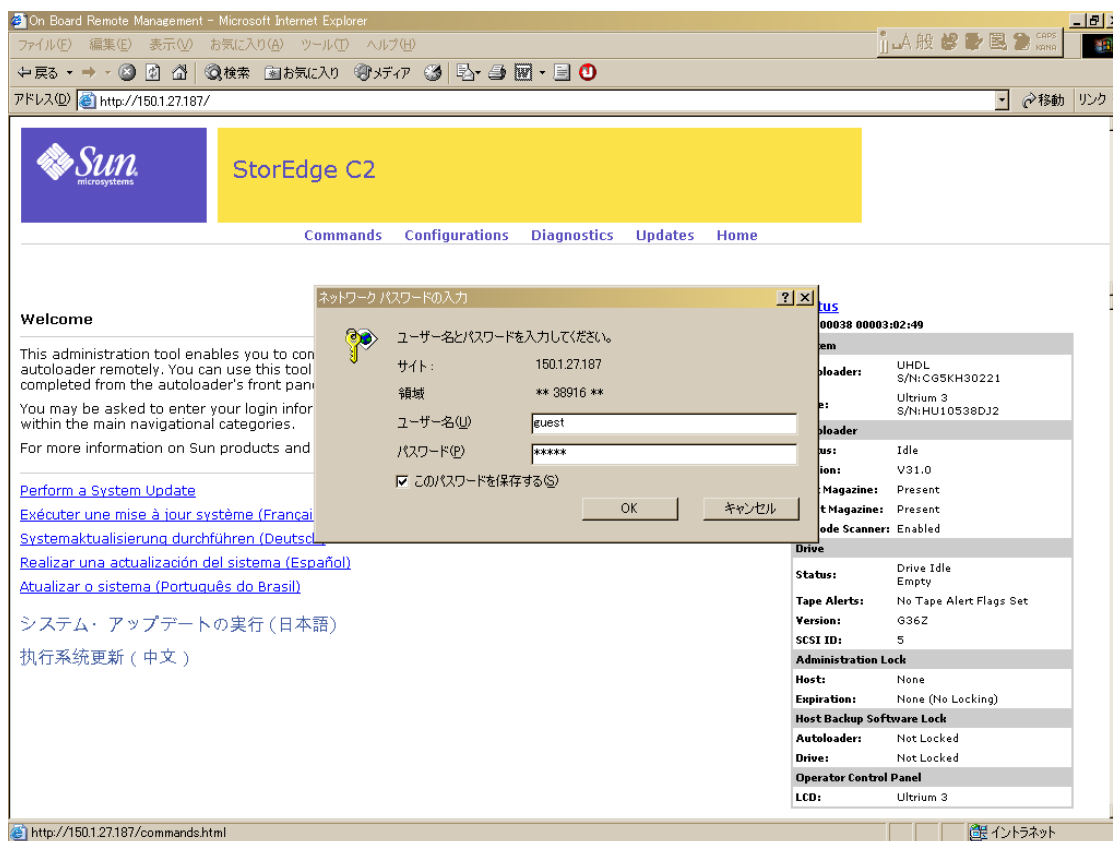 On Board Remote Management - Microsoft Internet Explorer
ファイル(F) 編集(E) 表示(V) お気に入り(A) ツール(T) ヘルプ(H)
A 般
CAPS
KANA
戻る 検索 お気に入り メディア
アドレス(D) http://150.1.27.187/ 移動 リンク
Sun
microsystems
StorEdge C2
Commands Configurations Diagnostics Updates Home
Welcome
This administration tool enables you to
autoloader remotely. You can use this tool
completed from the autoloader's front
You may be asked to enter your login
within the main navigational categories.
For more information on Sun products and
Perform a System Update
Exécuter une mise à jour système
Systemaktualisierung durchführen
Realizar una actualización del sistema (Español)
Atualizar o sistema (Português do Brasil)
システム・アップデートの実行(日本語)
执行系统更新(中文)
ネットワーク パスワードの入力
ユーザー名とパスワードを入力してください。
サイト: 150.1.27.187
領域 ** 38916 **
ユーザー名(U) guest
パスワード(P) *****
このパスワードを保存する(S)
OK キャンセル
00038 00003:02:49
UHDL
S/N:CG5KH30221
Ultrium 3
S/N:HU10538DJ2
Idle
V31.0
Magazine: Present
Magazine: Present
Scanner: Enabled
Drive
Status: Drive Idle
Empty
Tape Alerts: No Tape Alert Flags Set
Version: G36Z
SCSI ID: 5
Administration Lock
Host: None
Expiration: None (No Locking)
Host Backup Software Lock
Autoloader: Not Locked
Drive: Not Locked
Operator Control Panel
LCD: Ultrium 3
http://150.1.27.187/commands.html イントラネット